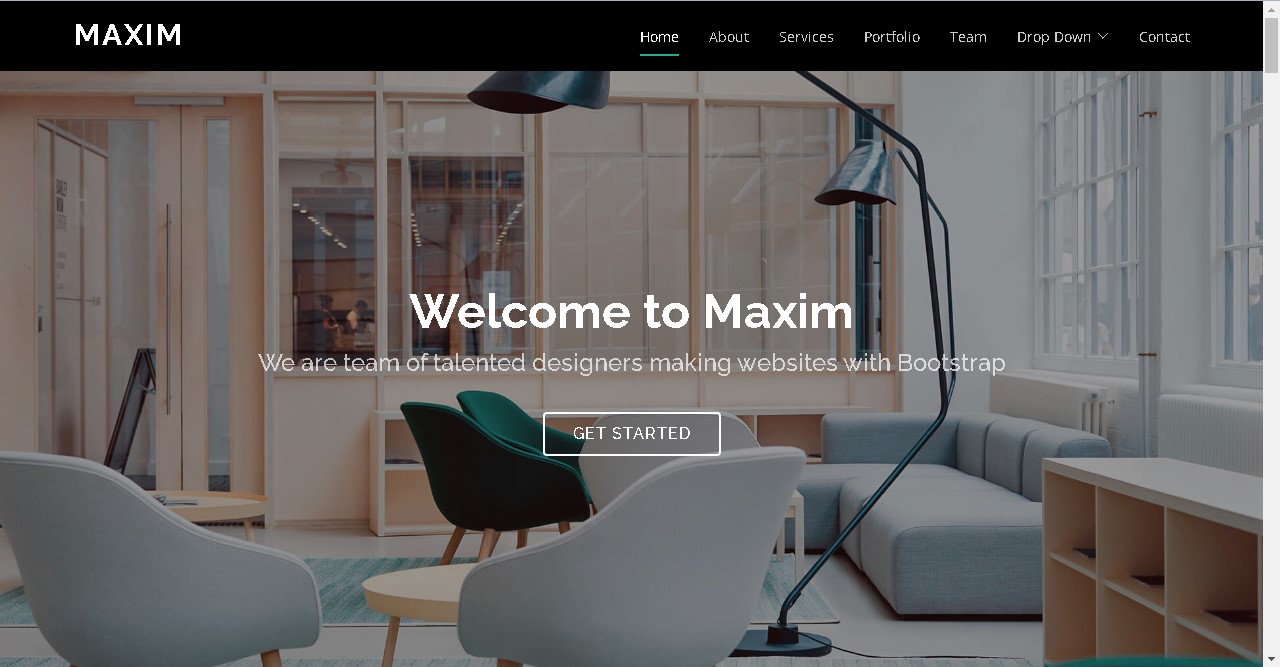 MAXIM
Home About Services Portfolio Team Drop Down Contact
Welcome to Maxim
We are team of talented designers making websites with Bootstrap
GET STARTED